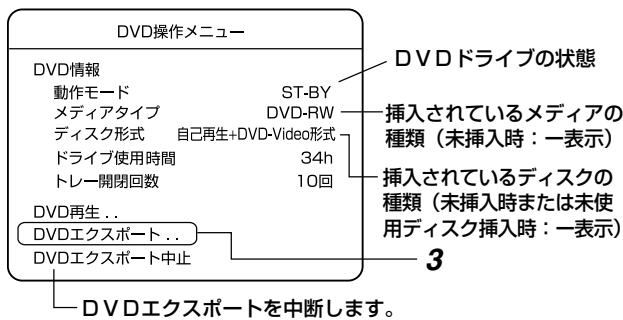 DVD操作メニュー
DVD情報
動作モード ST-BY
メディアタイプ DVD-RW
ディスク形式 自己再生+DVD-Video形式
ドライブ使用時間 34h
トレー開閉回数 10回
DVD再生 . .
DVDエクスポート . .
DVDエクスポート中止
ＤＶＤドライブの状態
挿入されているメディアの
種類（未挿入時：―表示）
挿入されているディスクの
種類（未挿入時または未使
用ディスク挿入時：―表示）
3
ＤＶＤエクスポートを中断します。